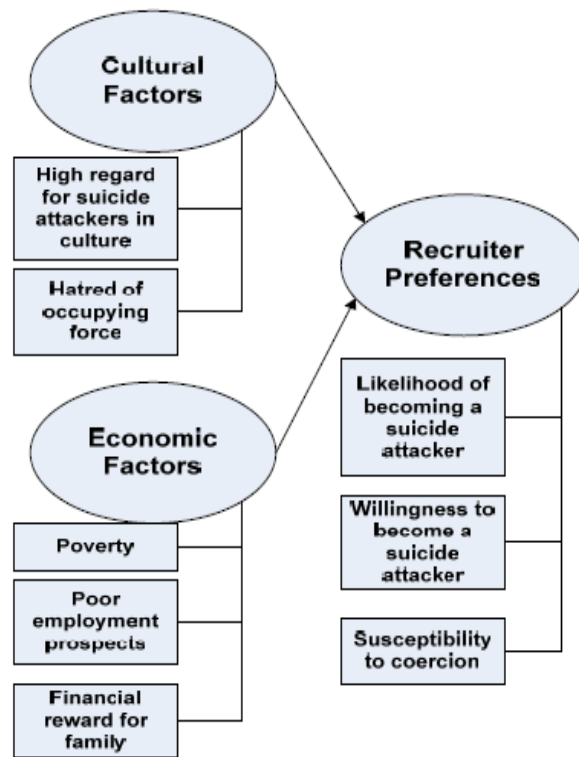 Cultural
Factors
High regard
for suicide
attackers in
culture
Hatred of
occupying
force
Recruiter
Preferences
Likelihood of
becoming a
suicide
attacker
Willingness to
become a
suicide
attacker
Susceptibility
to coercion
Economic
Factors
Poverty
Poor
employment
prospects
Financial
reward for
family